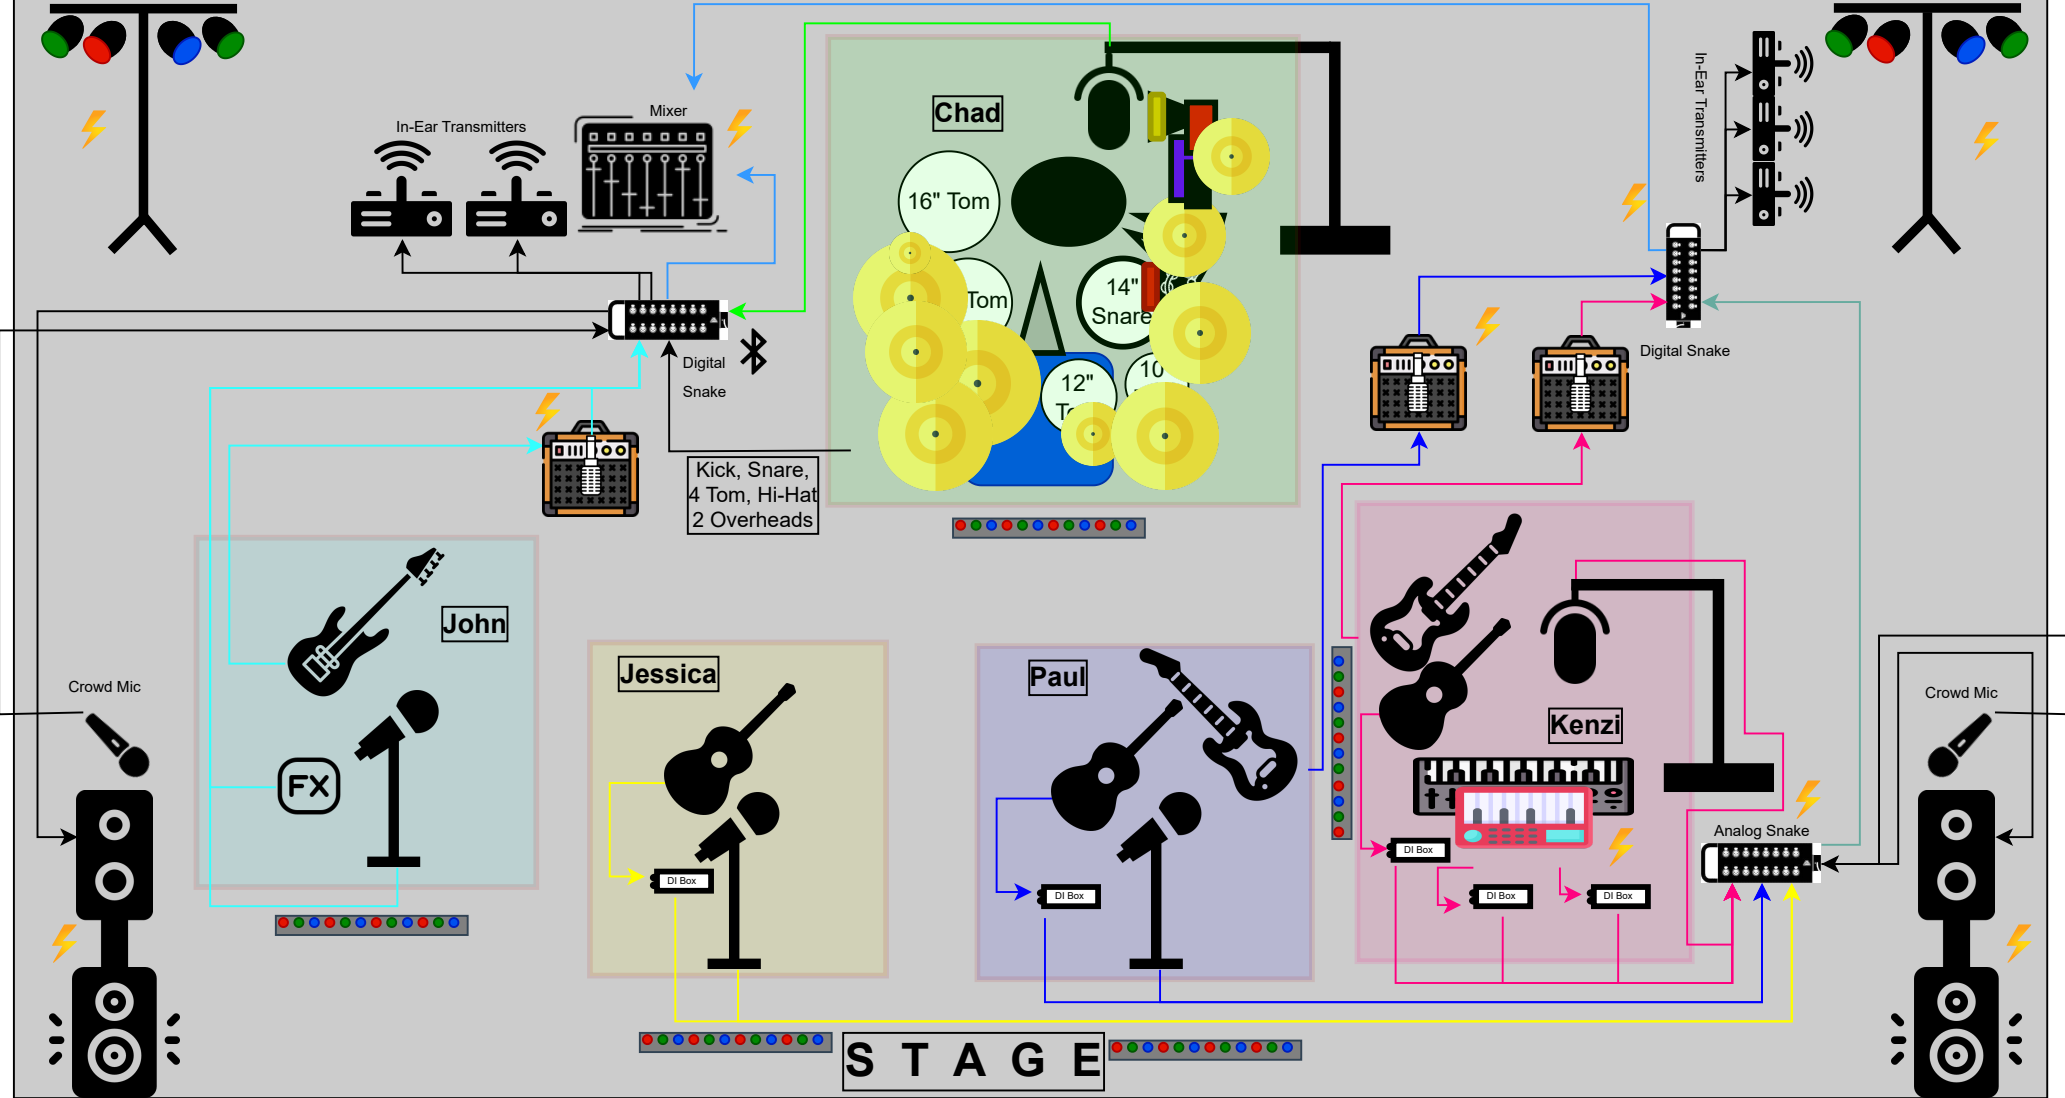 Mixer
In-Ear Transmitters
In-Ear Transmitters
Chad
16" Tom
Tom
14"
Snare
12"
10
Digital
Snake
Digital Snake
Kick, Snare,
4 Tom, Hi-Hat
2 Overheads
John
Jessica
Paul
Kenzi
Crowd Mic
Crowd Mic
FX
Analog Snake
DI Box
DI Box
DI Box
DI Box
DI Box
S T A G E